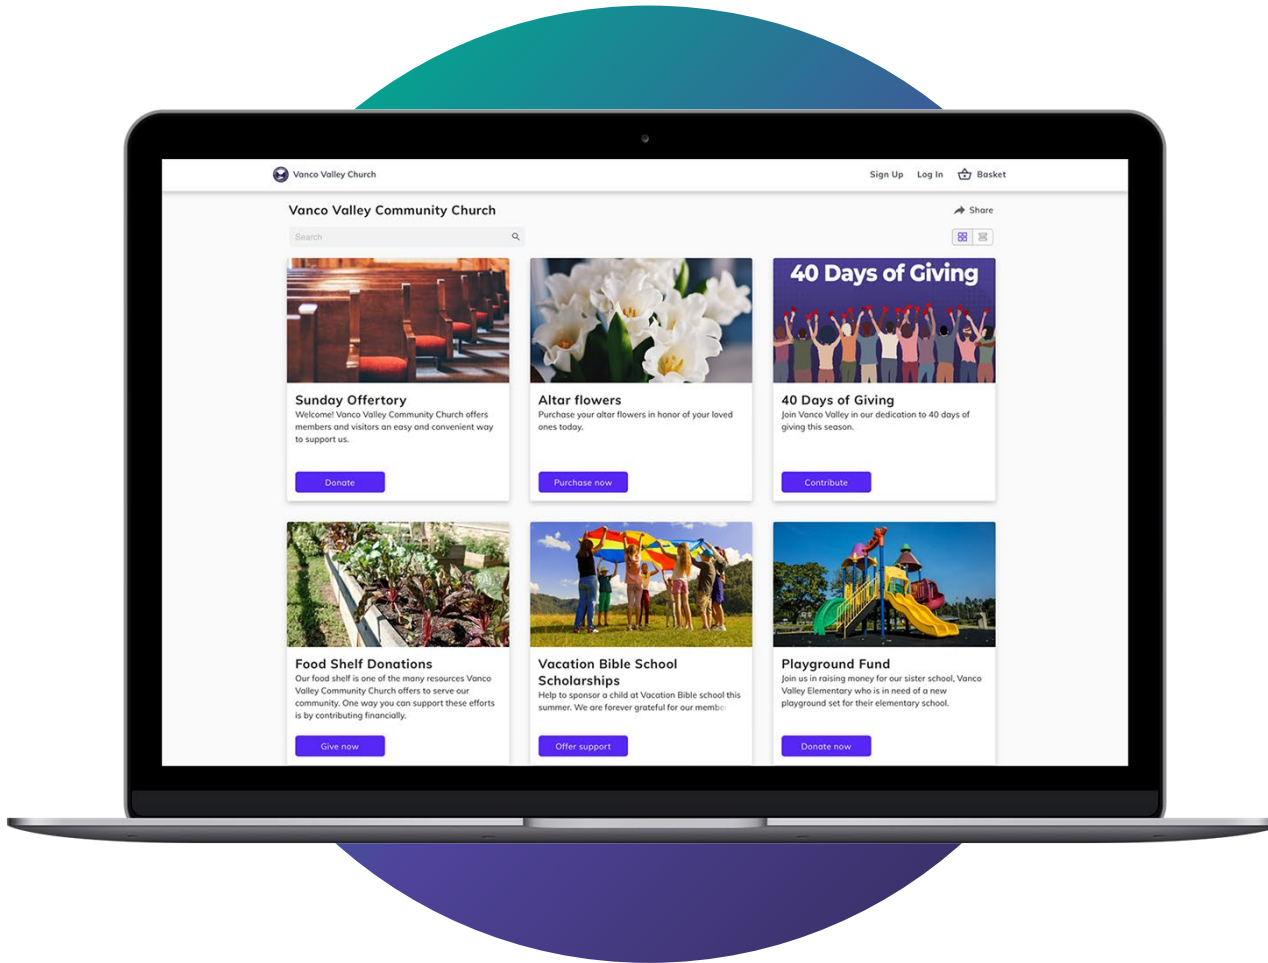 Vanco Valley Church
Sign Up
Log In
Basket
Vanco Valley Community Church
Share
Search
40 Days of Giving
Sunday Offertory
Welcome! Vanco Valley Community Church offers
members and visitors an easy and convenient way
to support us.
Donate
Altar flowers
Purchase your altar flowers in honor of your loved
ones today.
Purchase now
40 Days of Giving
Join Vanco Valley in our dedication to 40 days of
giving this season.
Contribute
Food Shelf Donations
Our food shelf is one of the many resources Vanco
Valley Community Church offers to serve our
community. One way you can support these efforts
is by contributing financially.
Give now
Vacation Bible School
Scholarships
Help to sponsor a child at Vacation Bible school this
summer. We are forever grateful for our membe
Offer support
Playground Fund
Join us in raising money for our sister school, Vanco
Valley Elementary who is in need of a new
playground set for their elementary school.
Donate now